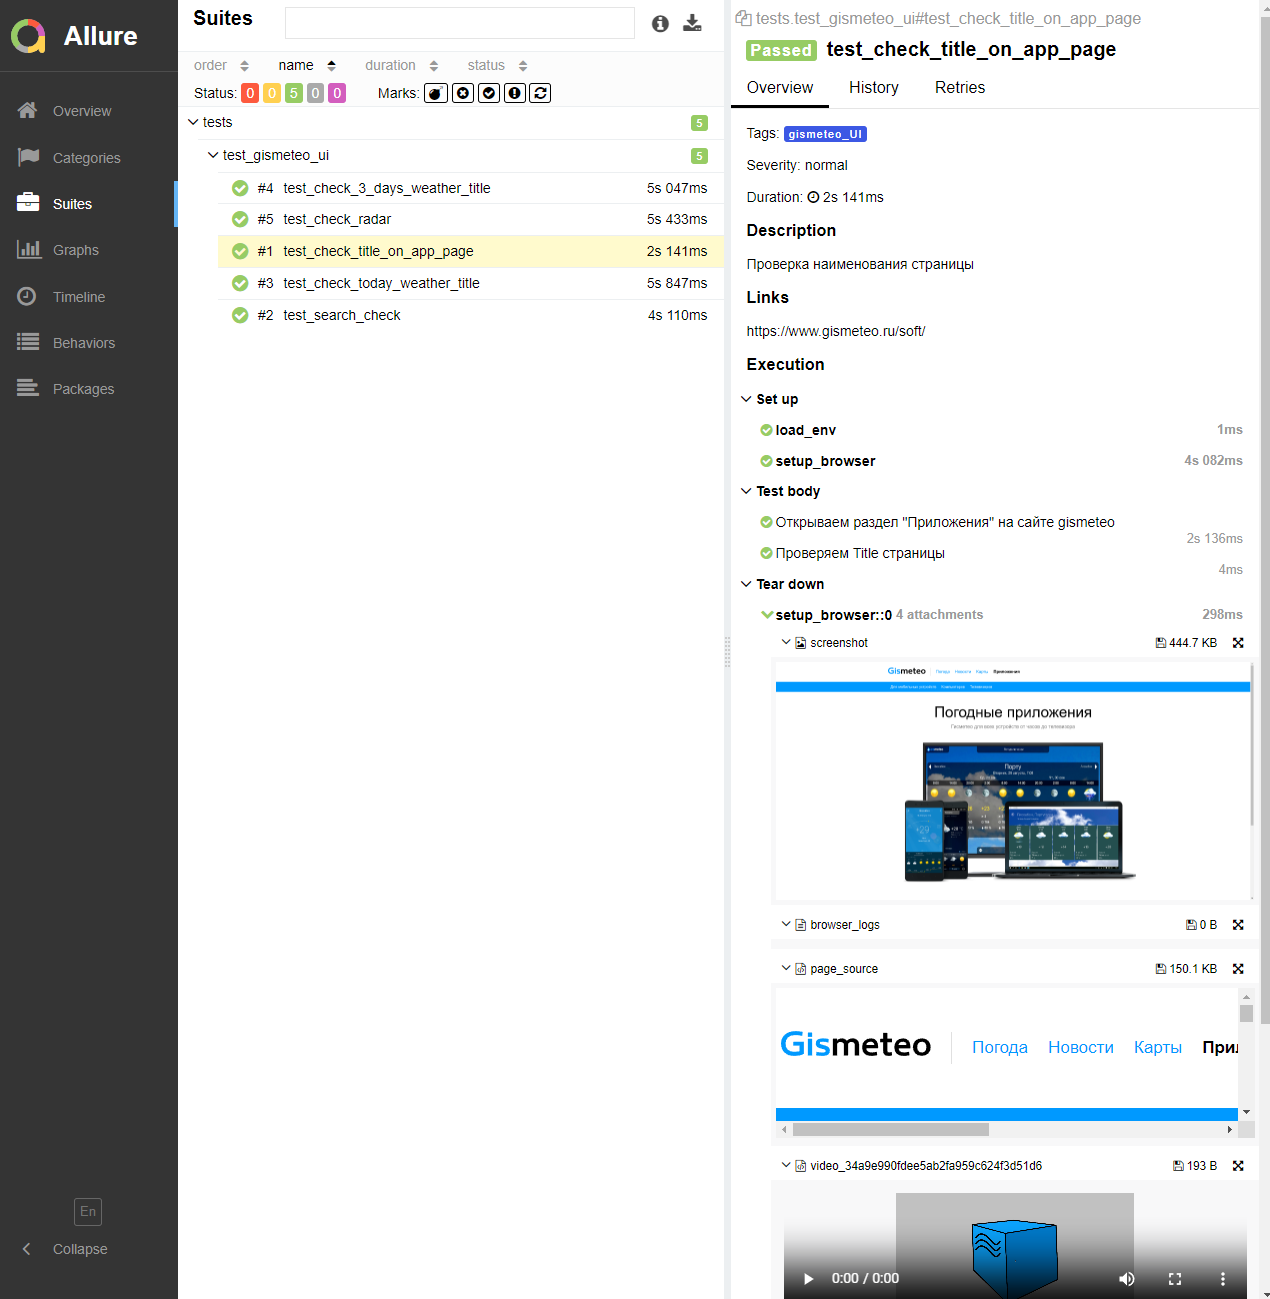 Allure
Overview
Categories
Suites
Graphs
Timeline
Behaviors
Packages
En
Collapse
Suites
order name duration status
Status: 0 0 5 0 0 Marks:
tests 5
test_gismeteo_ui 5
#4 test_check_3_days_weather_title 5s 047ms
#5 test_check_radar 5s 433ms
#1 test_check_title_on_app_page 2s 141ms
#3 test_check_today_weather_title 5s 847ms
#2 test_search_check 4s 110ms
tests.test_gismeteo_ui#test_check_title_on_app_page
Passed test_check_title_on_app_page
Overview History Retries
Tags: gismeteo_UI
Severity: normal
Duration: 2s 141ms
Description
Проверка наименования страницы
Links
https://www.gismeteo.ru/soft/
Execution
Set up
load_env 1ms
setup_browser 4s 082ms
Test body
Открываем раздел "Приложения" на сайте gismeteo
2s 136ms
Проверяем Title страницы
4ms
Tear down
setup_browser::0 4 attachments 298ms
screenshot 444.7 KB
Gismeteo Погода Новости Карты Приложения
Погодные приложения
browser_logs 0 B
page_source 150.1 KB
Gismeteo Погода Новости Карты При
video_34a9e990fdee5ab2fa959c624f3d51d6 193 B
0:00 / 0:00